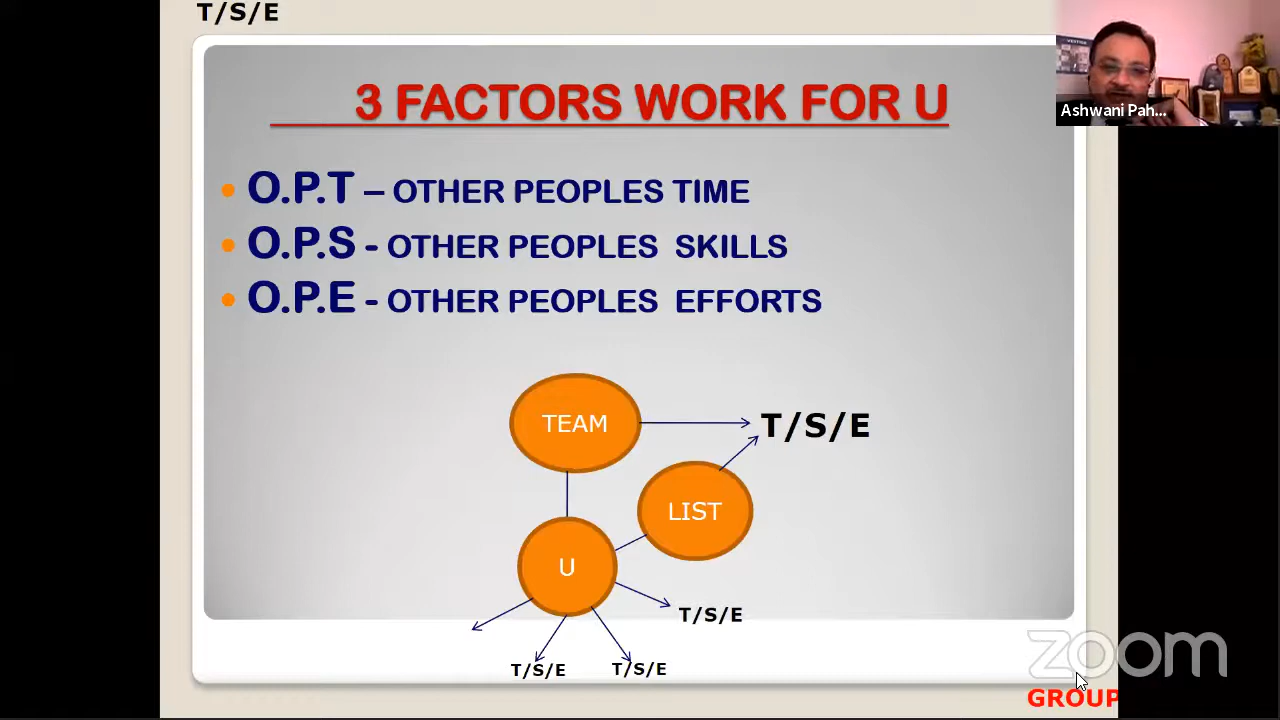 T/S/E
3 FACTORS WORK FOR U
• O.P.T – OTHER PEOPLES TIME
• O.P.S - OTHER PEOPLES SKILLS
• O.P.E - OTHER PEOPLES EFFORTS
TEAM
T/S/E
LIST
U
T/S/E
T/S/E
T/S/E
Ashwani Pah...
zoom
GROUP